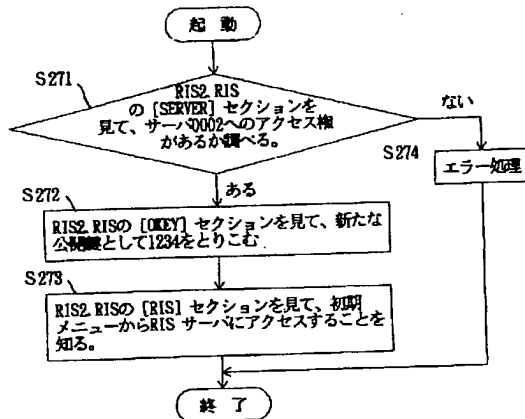 起 動
S271
RIS2.RIS
の [SERVER] セクションを
見て、サーバ0002へのアクセス権
があるか調べる。
ない
S274
エラー処理
ある
S272
RIS2.RISの [OKEY] セクションを見て、新たな
公開鍵として1234をとりこむ
S273
RIS2.RISの [RIS] セクションを見て、初期
メニューからRIS サーバにアクセスすることを
知る。
終 了